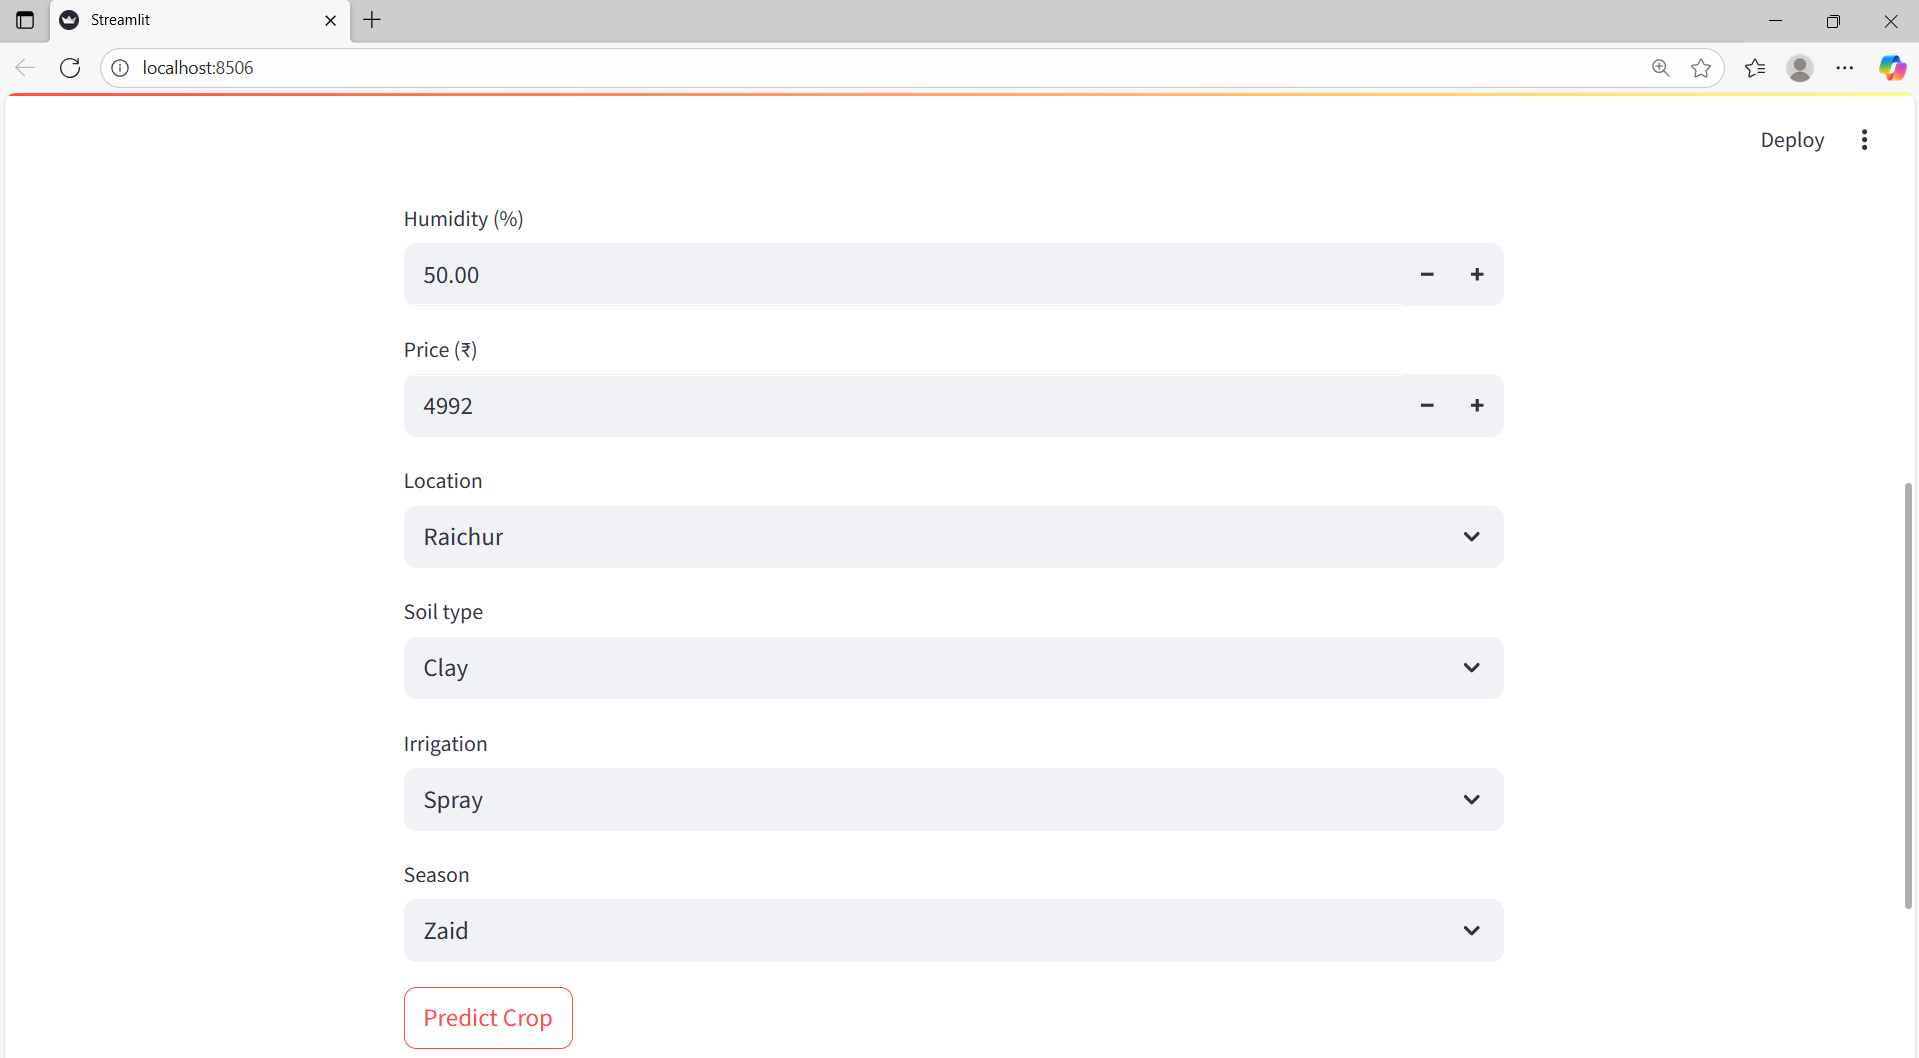 Streamlit
localhost:8506
Deploy
Humidity (%)
50.00
Price (₹)
4992
Location
Raichur
Soil type
Clay
Irrigation
Spray
Season
Zaid
Predict Crop